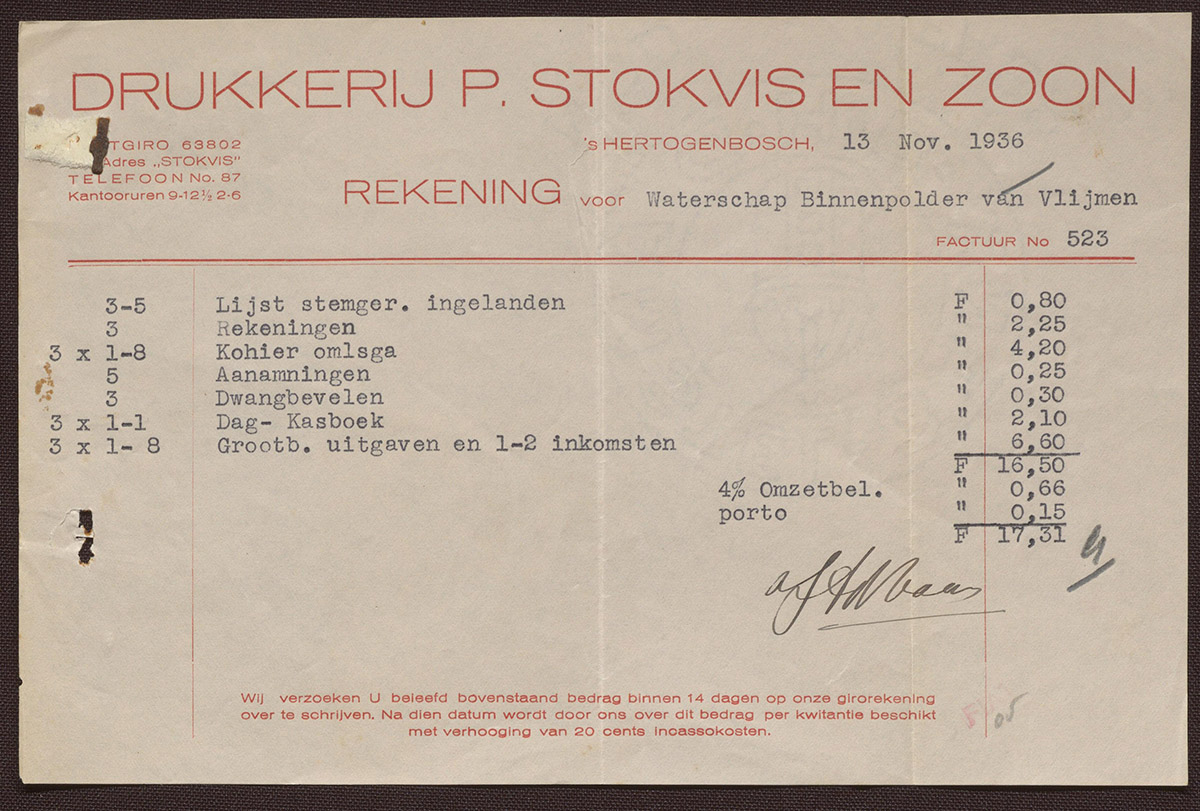 DRUKKERIJ P. STOKVIS EN ZOON
TGIRO 63802
Adres „STOKVIS"
TELEFOON No. 87
Kantooruren 9-12½ 2-6
's HERTOGENBOSCH, 13 Nov. 1936
REKENING voor Waterschap Binnenpolder van Vlijmen
FACTUUR No 523
3-5 Lijst stemger. ingelanden F 0,80
3 Rekeningen " 2,25
3 x 1-8 Kohier omlsga " 4,20
5 Aanamningen " 0,25
3 Dwangbevelen " 0,30
3 x 1-1 Dag- Kasboek " 2,10
3 x 1- 8 Grootb. uitgaven en 1-2 inkomsten " 6,60
F 16,50
4% Omzetbel. " 0,66
porto " 0,15
F 17,31
Wij verzoeken U beleefd bovenstaand bedrag binnen 14 dagen op onze girorekening
over te schrijven. Na dien datum wordt door ons over dit bedrag per kwitantie beschikt
met verhooging van 20 cents incassokosten.